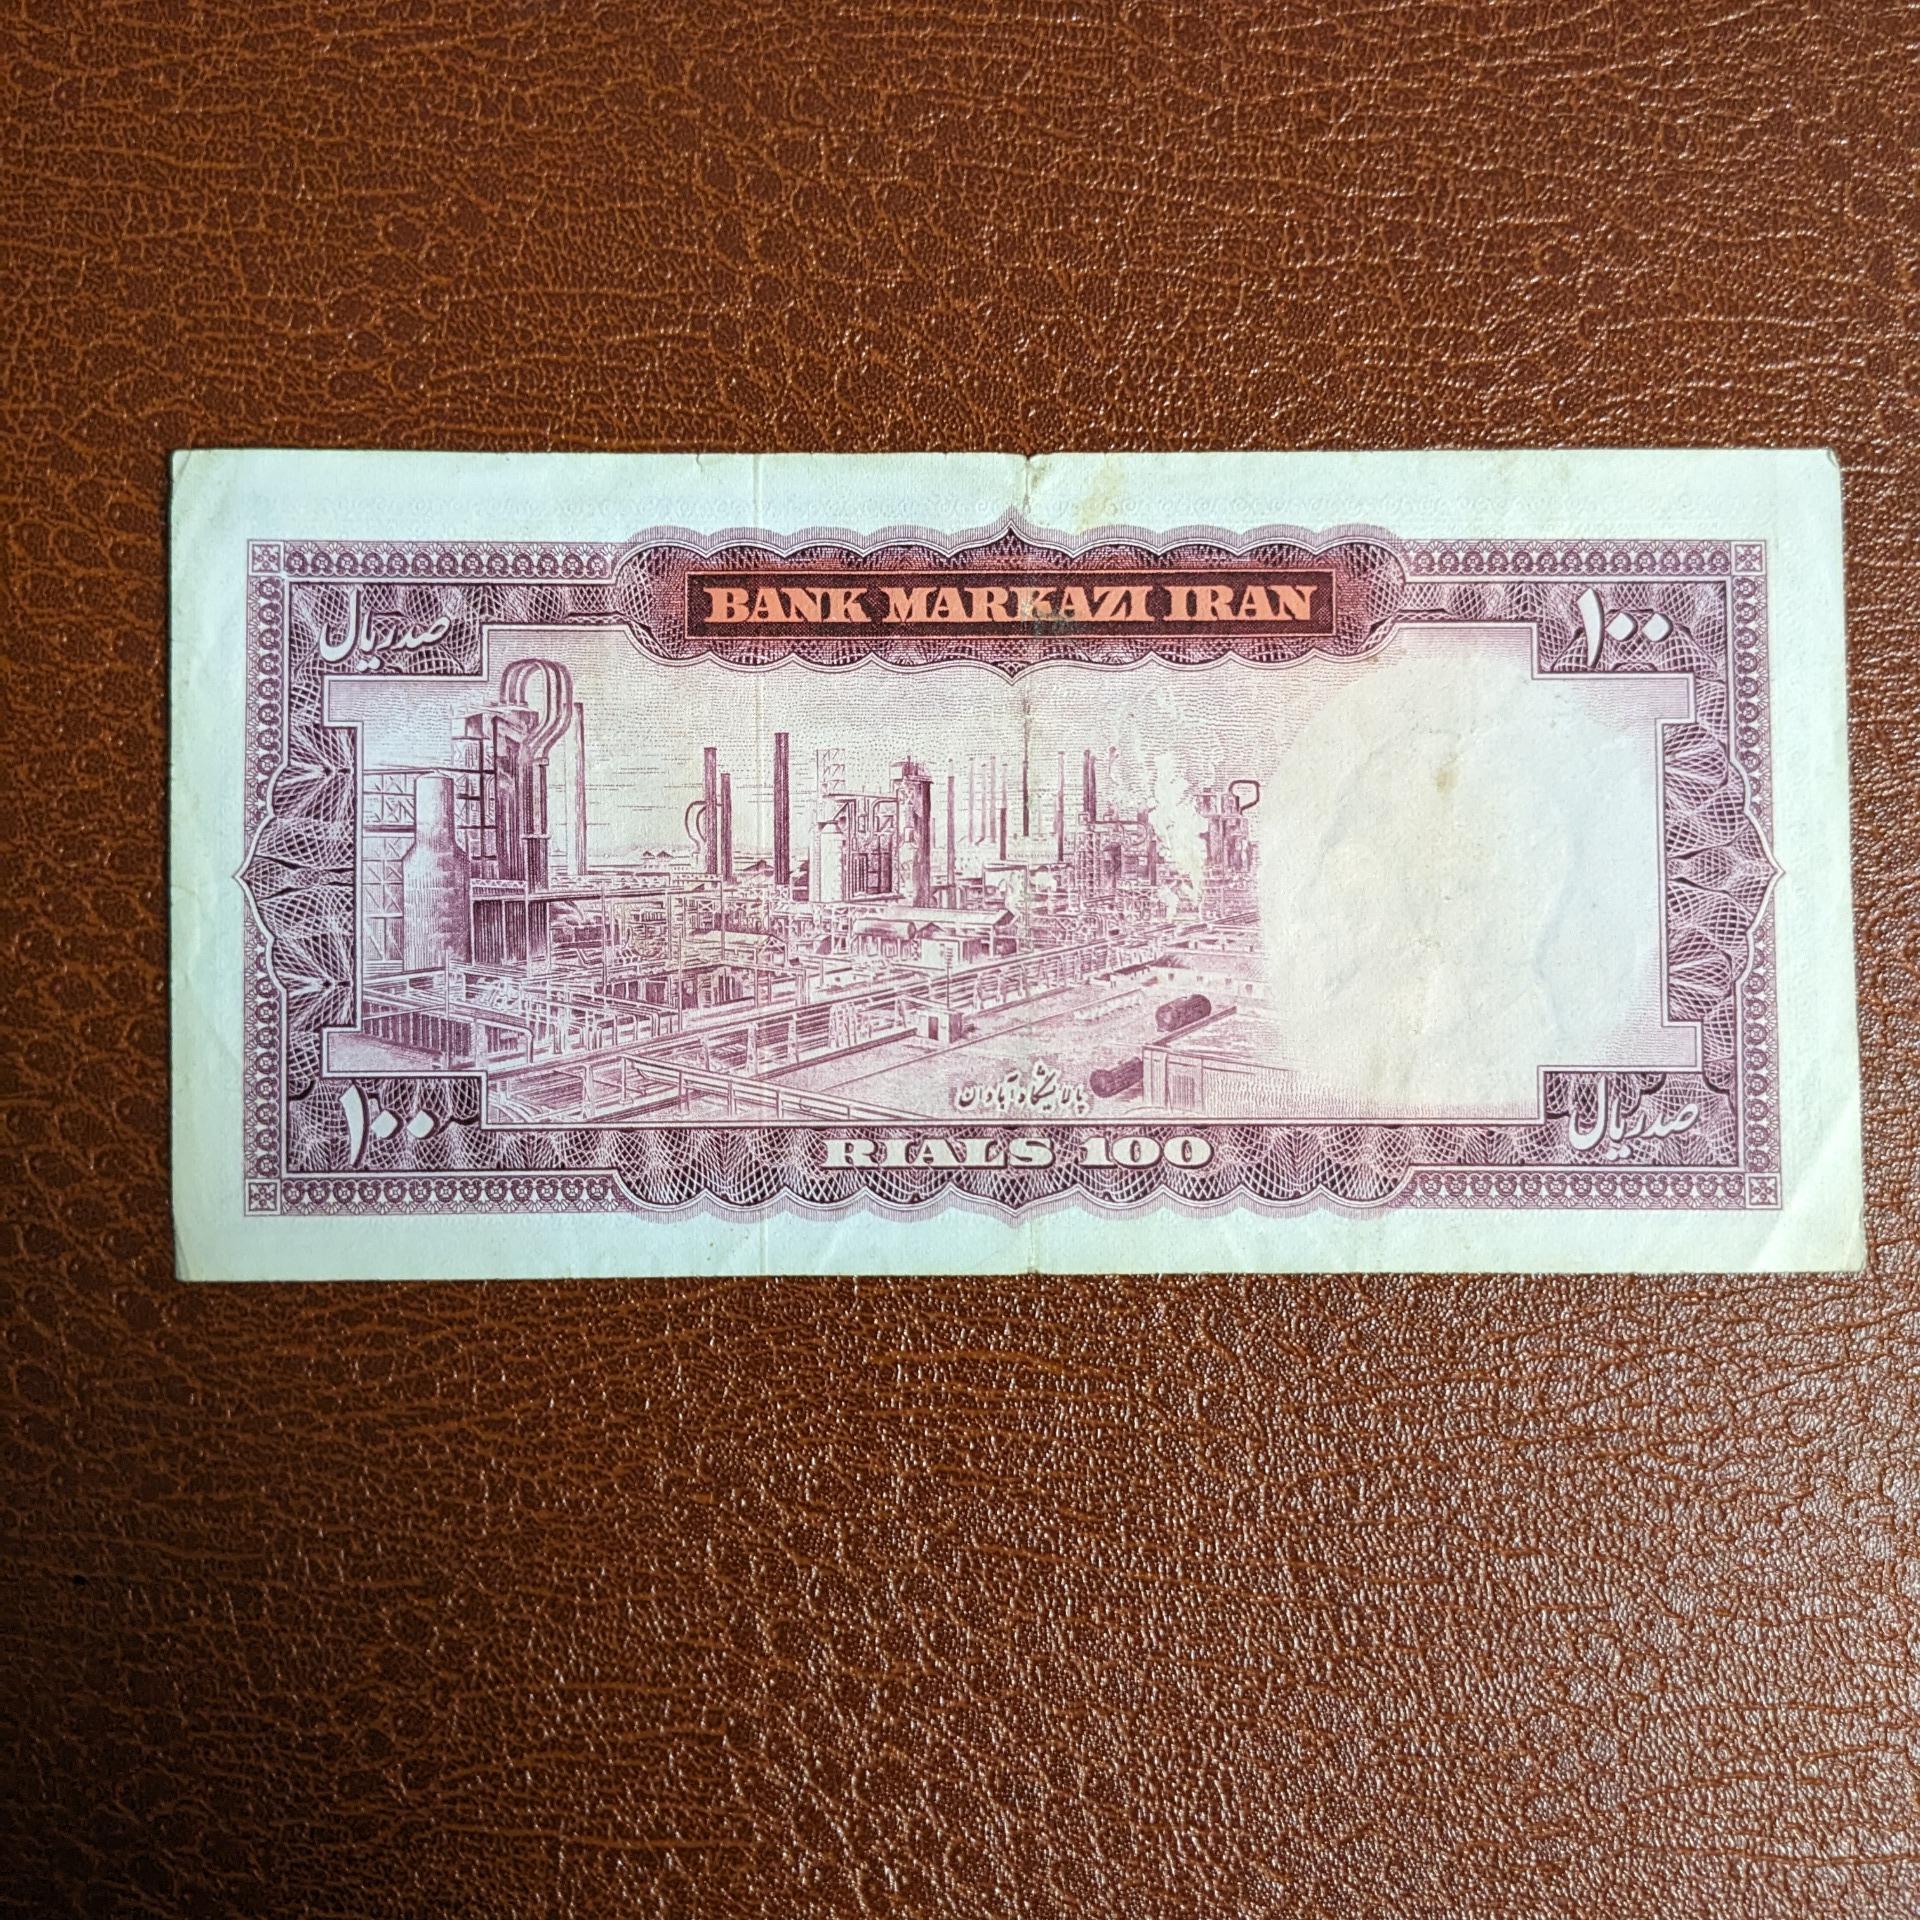 BANK MARKAZI IRAN
صد ریال
۱۰۰
پالایشگاه آبادان
۱۰۰
RIALS 100
صد ریال